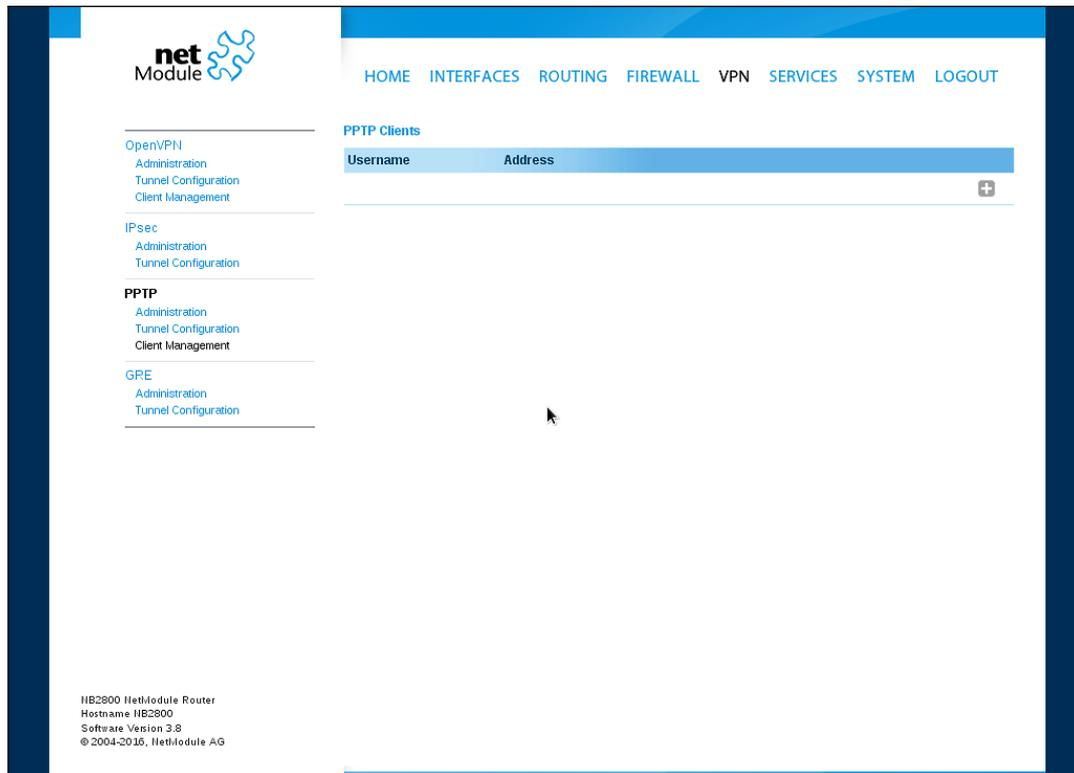 net
Module
HOME INTERFACES ROUTING FIREWALL VPN SERVICES SYSTEM LOGOUT
OpenVPN
Administration
Tunnel Configuration
Client Management
IPsec
Administration
Tunnel Configuration
PPTP
Administration
Tunnel Configuration
Client Management
GRE
Administration
Tunnel Configuration
PPTP Clients
Username Address
NB2800 NetModule Router
Hostname NB2800
Software Version 3.8
© 2004-2016, NetModule AG